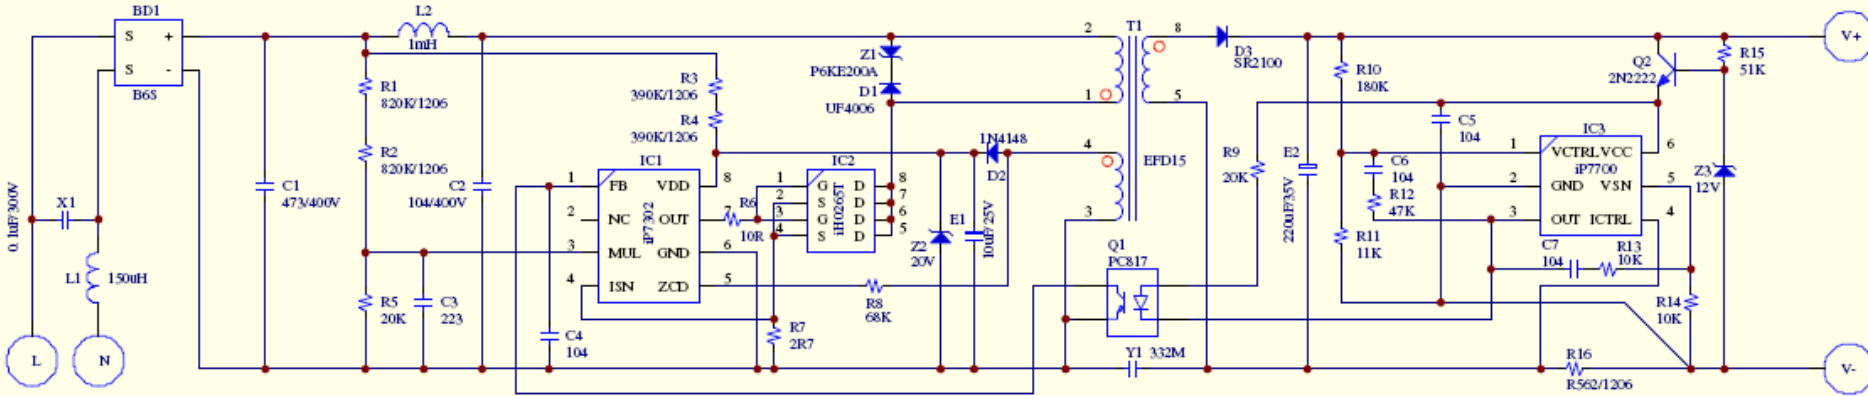 BD1
S +
S -
B6S
X1
0.1uF/300V
L1 150uH
L
N
C1
473/400V
L2
1mH
R1
820K/1206
R2
820K/1206
R5
20K
C3
223
C2
104/400V
R3
390K/1206
R4
390K/1206
IC1
iP7302
1 FB VDD 8
2 NC OUT 7
3 MUL GND 6
4 ISN ZCD 5
C4
104
R6
10R
IC2
iH0265T
1 G D 8
2 S D 7
3 G D 6
4 S D 5
R7
2R7
R8
68K
Z1
P6KE200A
D1
UF4006
1N4148
D2
Z2
20V
E1
10uF/25V
T1
2
1
4
3
8
5
EFD15
Q1
PC817
Y1 332M
D3
SR2100
R9
20K
E2
220uF/35V
R10
180K
R11
11K
C6
104
R12
47K
C5
104
IC3
iP7700
1 VCTRL VCC 6
2 GND VSN 5
3 OUT ICTRL 4
C7
104
R13
10K
R14
10K
R16
R562/1206
Q2
2N2222
R15
51K
Z3
12V
V+
V-